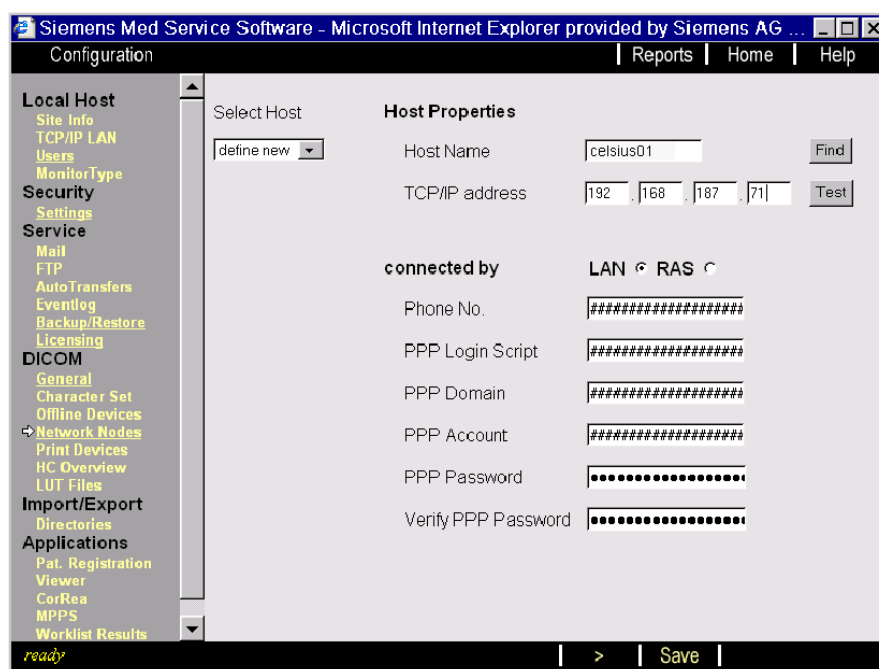 Siemens Med Service Software - Microsoft Internet Explorer provided by Siemens AG ...
Configuration
Reports
Home
Help
Local Host
Site Info
TCP/IP LAN
Users
MonitorType
Security
Settings
Service
Mail
FTP
AutoTransfers
Eventlog
Backup/Restore
Licensing
DICOM
General
Character Set
Offline Devices
Network Nodes
Print Devices
HC Overview
LUT Files
Import/Export
Directories
Applications
Pat. Registration
Viewer
CorRea
MPPS
Worklist Results
Select Host
define new
Host Properties
Host Name
celsius01
Find
TCP/IP address
192 . 168 . 187 . 71
Test
connected by
LAN
RAS
Phone No.
###################
PPP Login Script
###################
PPP Domain
###################
PPP Account
###################
PPP Password
●●●●●●●●●●●●●●●●●●
Verify PPP Password
●●●●●●●●●●●●●●●●●●
ready
>
Save